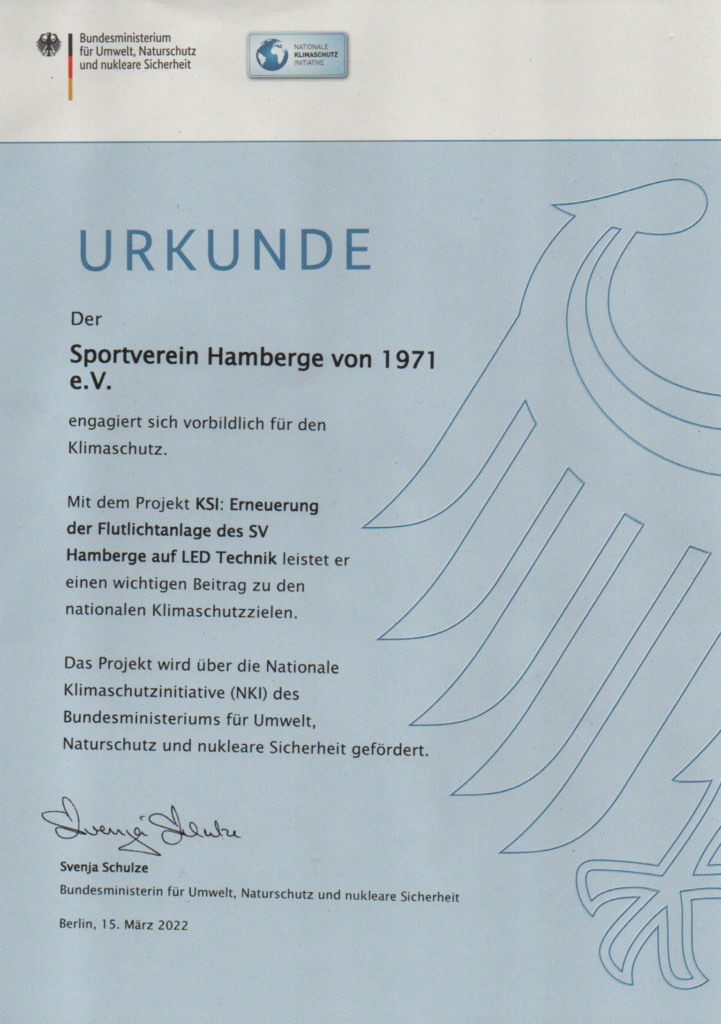 Bundesministerium
für Umwelt, Naturschutz
und nukleare Sicherheit
NATIONALE
KLIMASCHUTZ
INITIATIVE
URKUNDE
Der
Sportverein Hamberge von 1971
e.V.
engagiert sich vorbildlich für den
Klimaschutz.
Mit dem Projekt KSI: Erneuerung
der Flutlichtanlage des SV
Hamberge auf LED Technik leistet er
einen wichtigen Beitrag zu den
nationalen Klimaschutzzielen.
Das Projekt wird über die Nationale
Klimaschutzinitiative (NKI) des
Bundesministeriums für Umwelt,
Naturschutz und nukleare Sicherheit gefördert.
Svenja Schulze
Svenja Schulze
Bundesministerin für Umwelt, Naturschutz und nukleare Sicherheit
Berlin, 15. März 2022